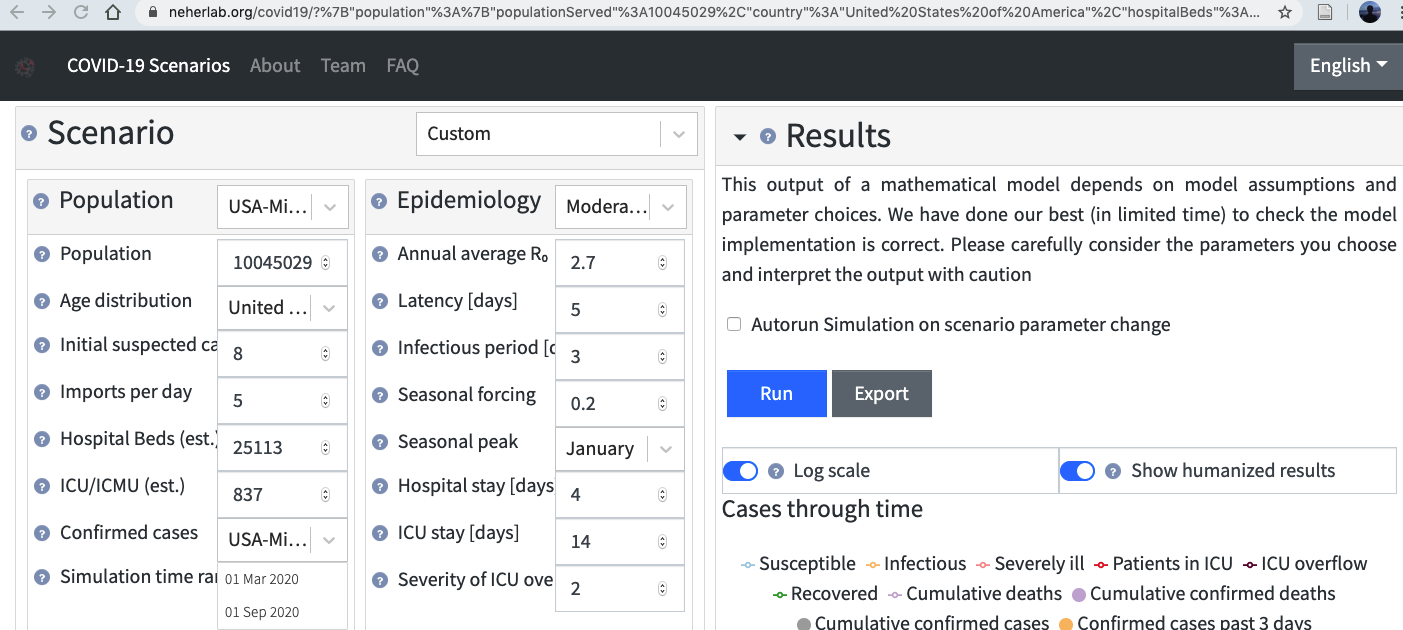 neherlab.org/covid19/?%7B"population"%3A%7B"populationServed"%3A10045029%2C"country"%3A"United%20States%20of%20America"%2C"hospitalBeds"%3A...
COVID-19 Scenarios About Team FAQ
English
Scenario
Custom
Population
USA-Mi...
Population
10045029
Age distribution
United ...
Initial suspected ca
8
Imports per day
5
Hospital Beds (est.)
25113
ICU/ICMU (est.)
837
Confirmed cases
USA-Mi...
Simulation time ran
01 Mar 2020
01 Sep 2020
Epidemiology
Modera...
Annual average R₀
2.7
Latency [days]
5
Infectious period [d
3
Seasonal forcing
0.2
Seasonal peak
January
Hospital stay [days
4
ICU stay [days]
14
Severity of ICU ove
2
Results
This output of a mathematical model depends on model assumptions and
parameter choices. We have done our best (in limited time) to check the model
implementation is correct. Please carefully consider the parameters you choose
and interpret the output with caution
Autorun Simulation on scenario parameter change
Run
Export
Log scale
Show humanized results
Cases through time
Susceptible Infectious Severely ill Patients in ICU ICU overflow
Recovered Cumulative deaths Cumulative confirmed deaths
Cumulative confirmed cases Confirmed cases past 3 days